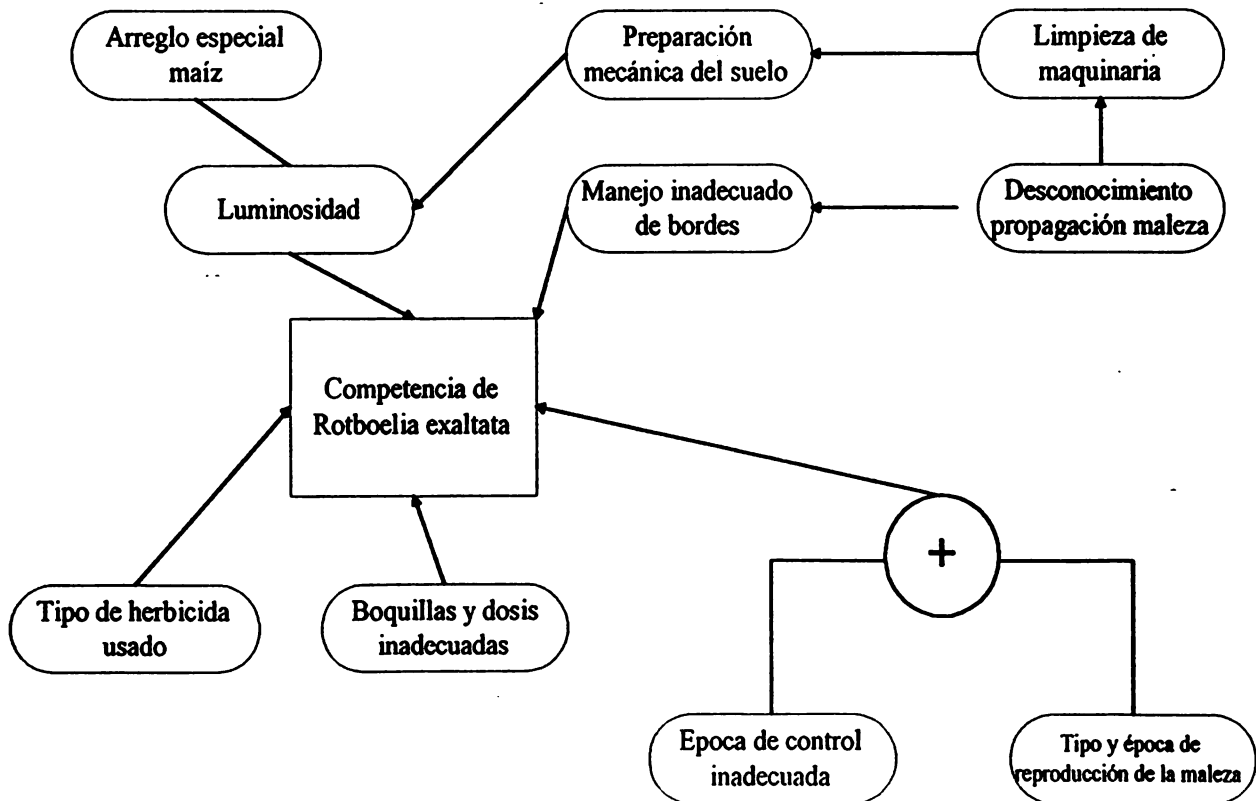 Arreglo especial
maíz
Preparación
mecánica del suelo
Limpieza de
maquinaria
Luminosidad
Manejo inadecuado
de bordes
Desconocimiento
propagación maleza
Competencia de
Rotboelia exaltata
+
Tipo de herbicida
usado
Boquillas y dosis
inadecuadas
Epoca de control
inadecuada
Tipo y época de
reproducción de la maleza